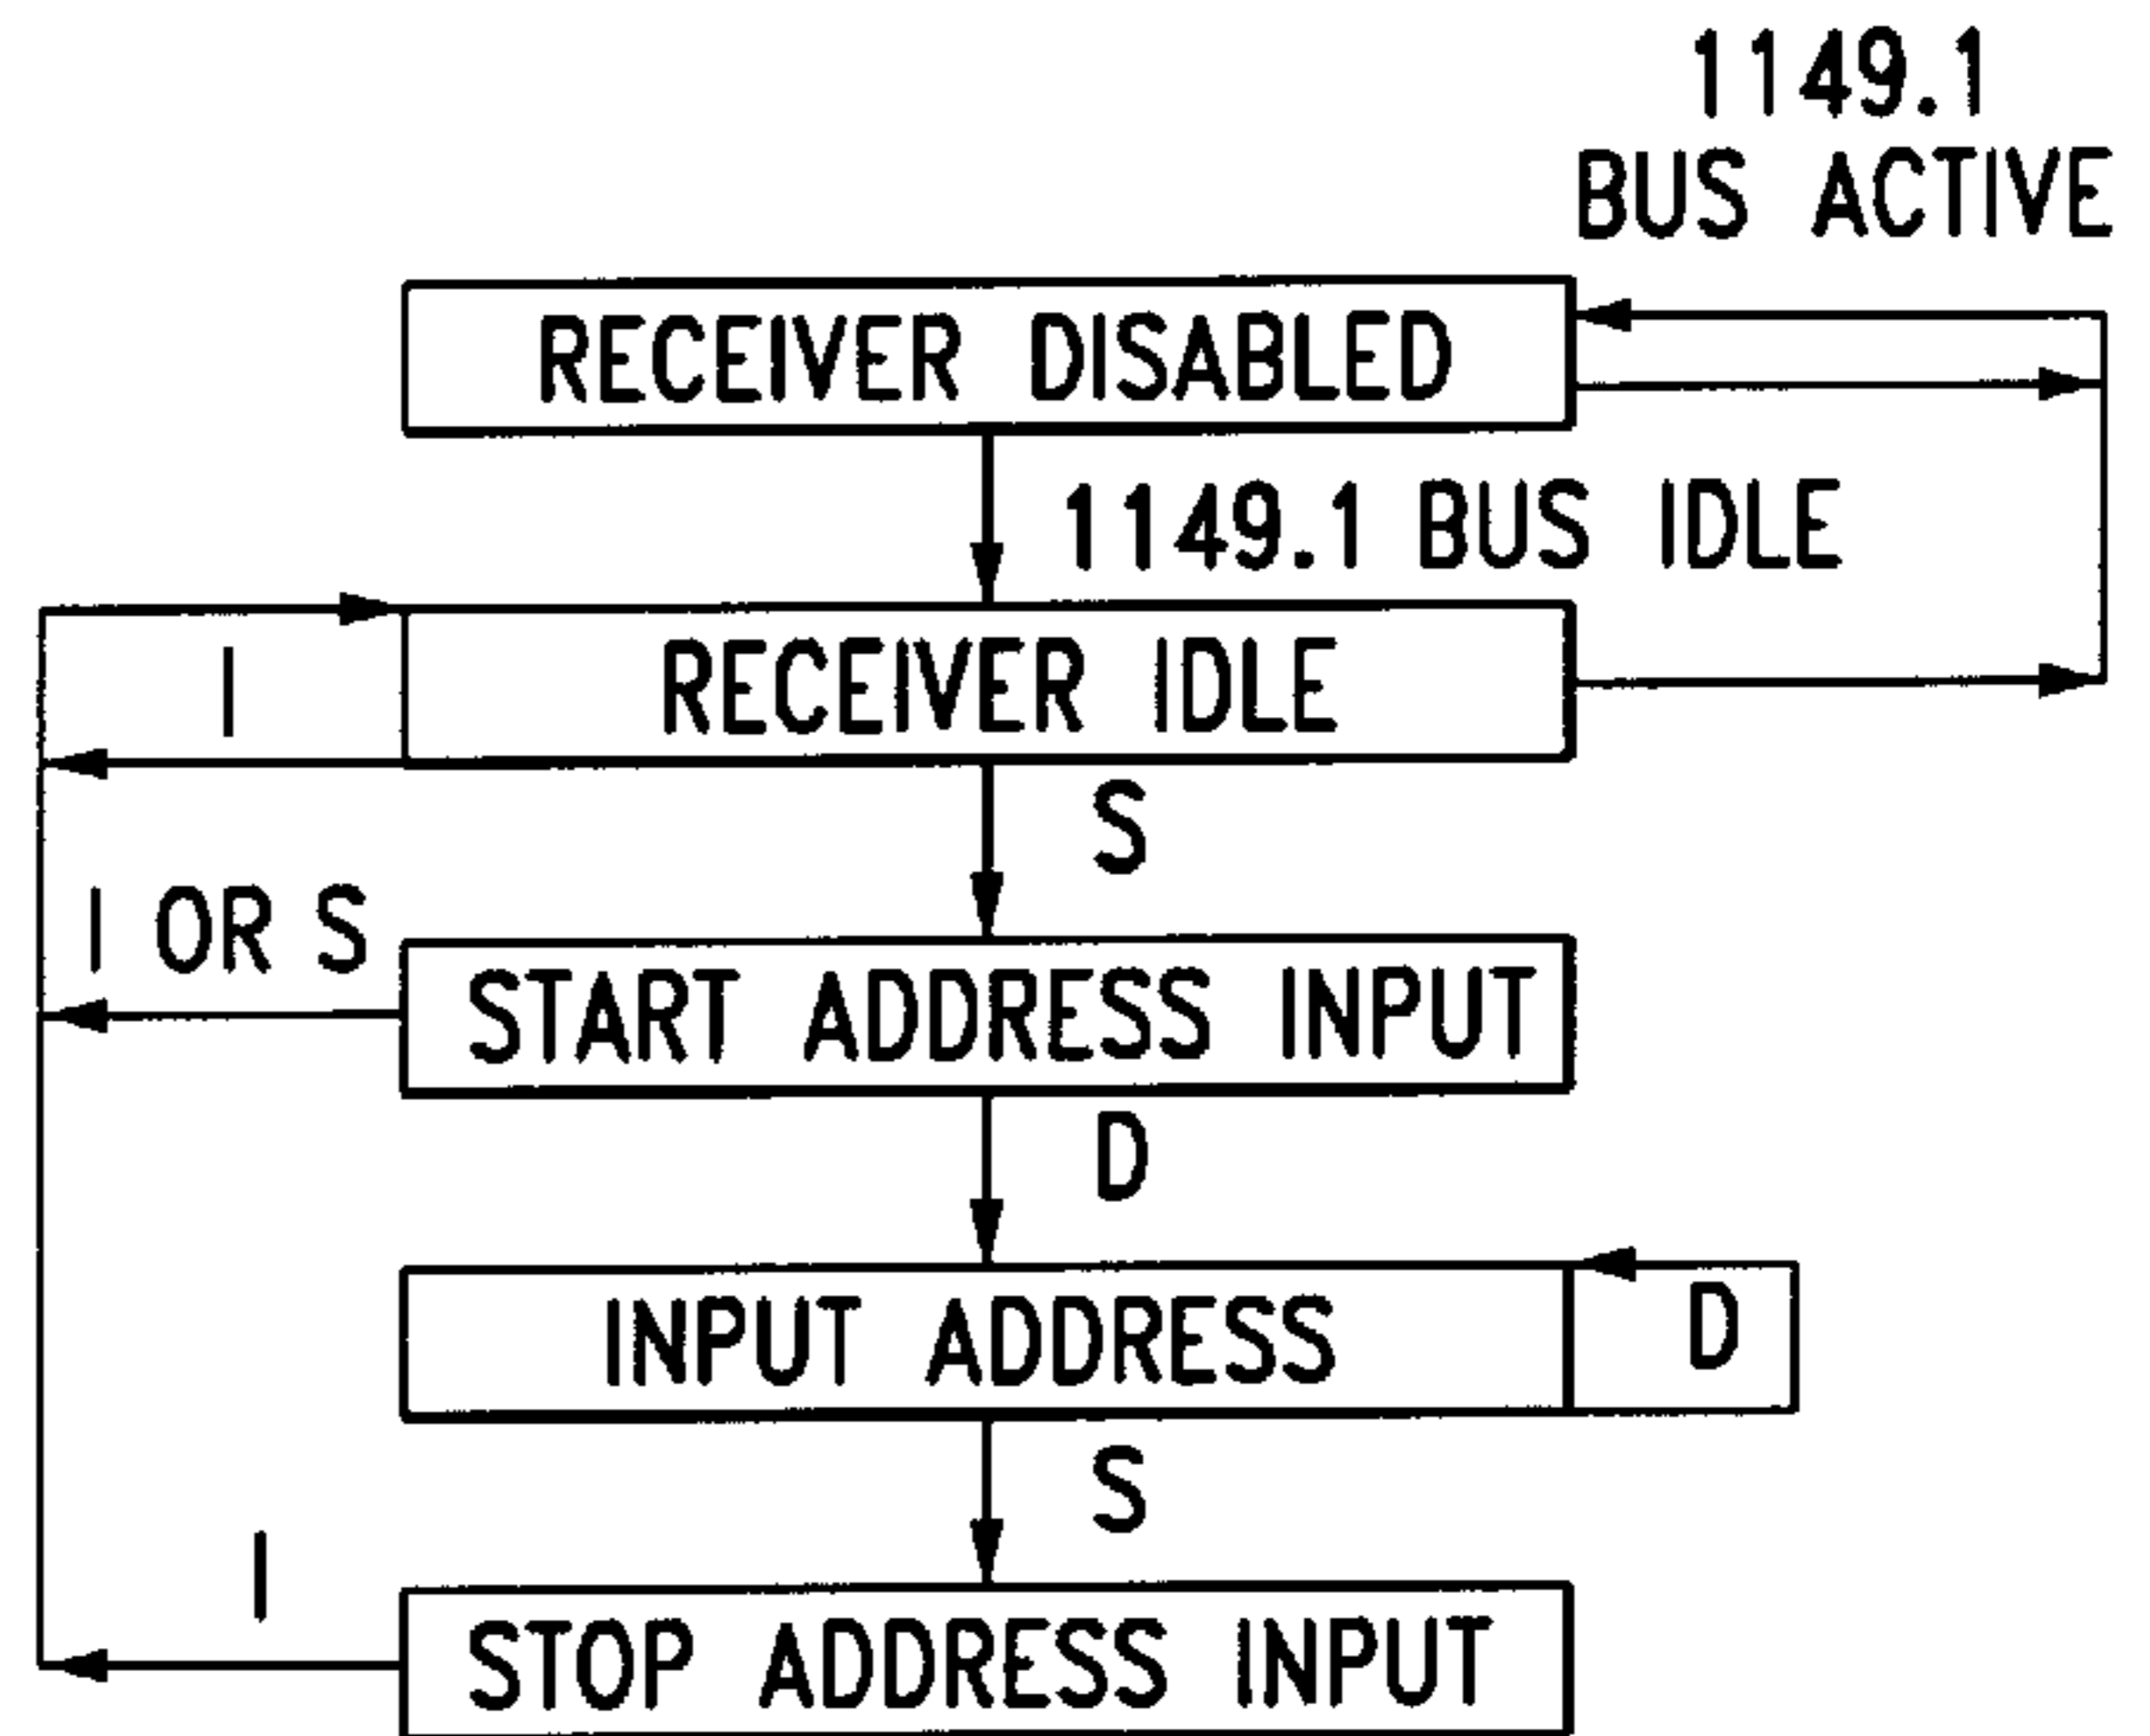 1149.1
BUS ACTIVE
RECEIVER DISABLED
1149.1 BUS IDLE
I
RECEIVER IDLE
S
I OR S
START ADDRESS INPUT
D
INPUT ADDRESS
D
S
I
STOP ADDRESS INPUT